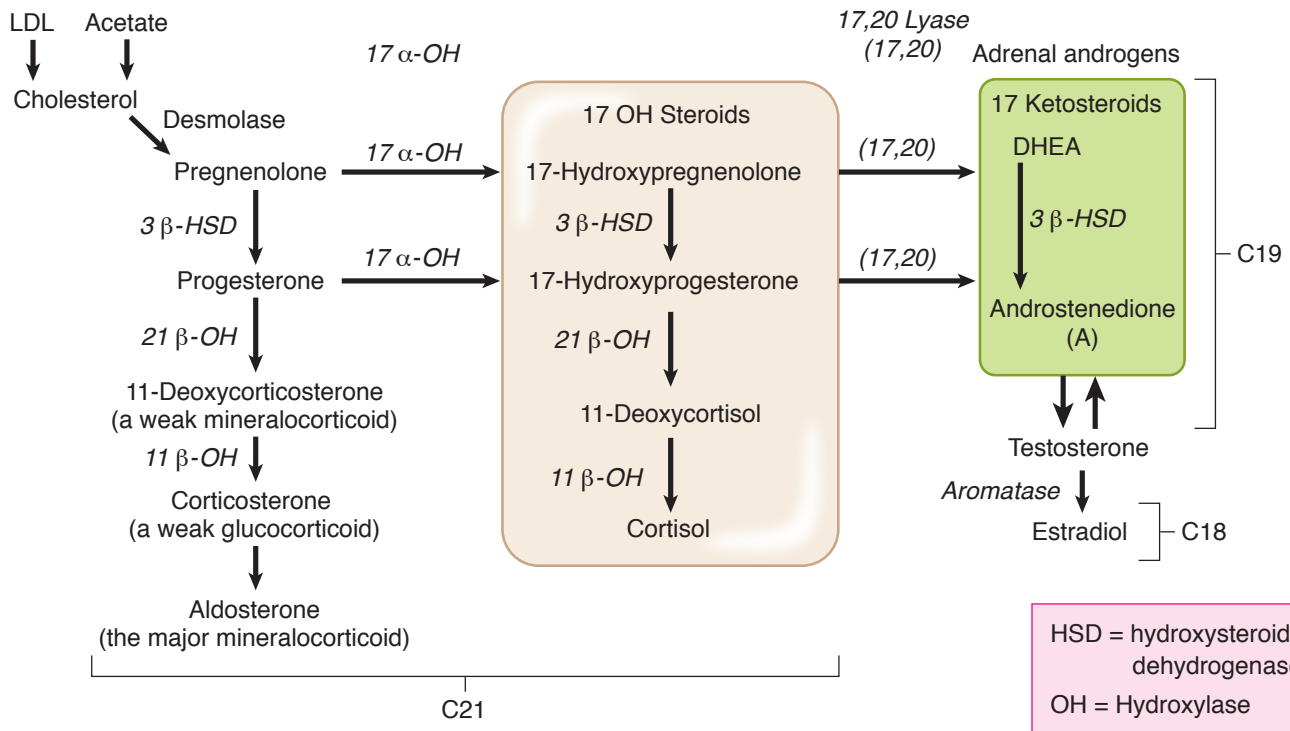 LDL Acetate
Cholesterol
Desmolase
Pregnenolone
3 β-HSD
Progesterone
21 β-OH
11-Deoxycorticosterone
(a weak mineralocorticoid)
11 β-OH
Corticosterone
(a weak glucocorticoid)
Aldosterone
(the major mineralocorticoid)
C21
17 α-OH
17 α-OH
17 α-OH
17 OH Steroids
17-Hydroxypregnenolone
3 β-HSD
17-Hydroxyprogesterone
21 β-OH
11-Deoxycortisol
11 β-OH
Cortisol
17,20 Lyase
(17,20)
(17,20)
(17,20)
Adrenal androgens
17 Ketosteroids
DHEA
3 β-HSD
Androstenedione
(A)
C19
Testosterone
Aromatase
Estradiol
C18
HSD = hydroxysteroid
dehydrogenase
OH = Hydroxylase